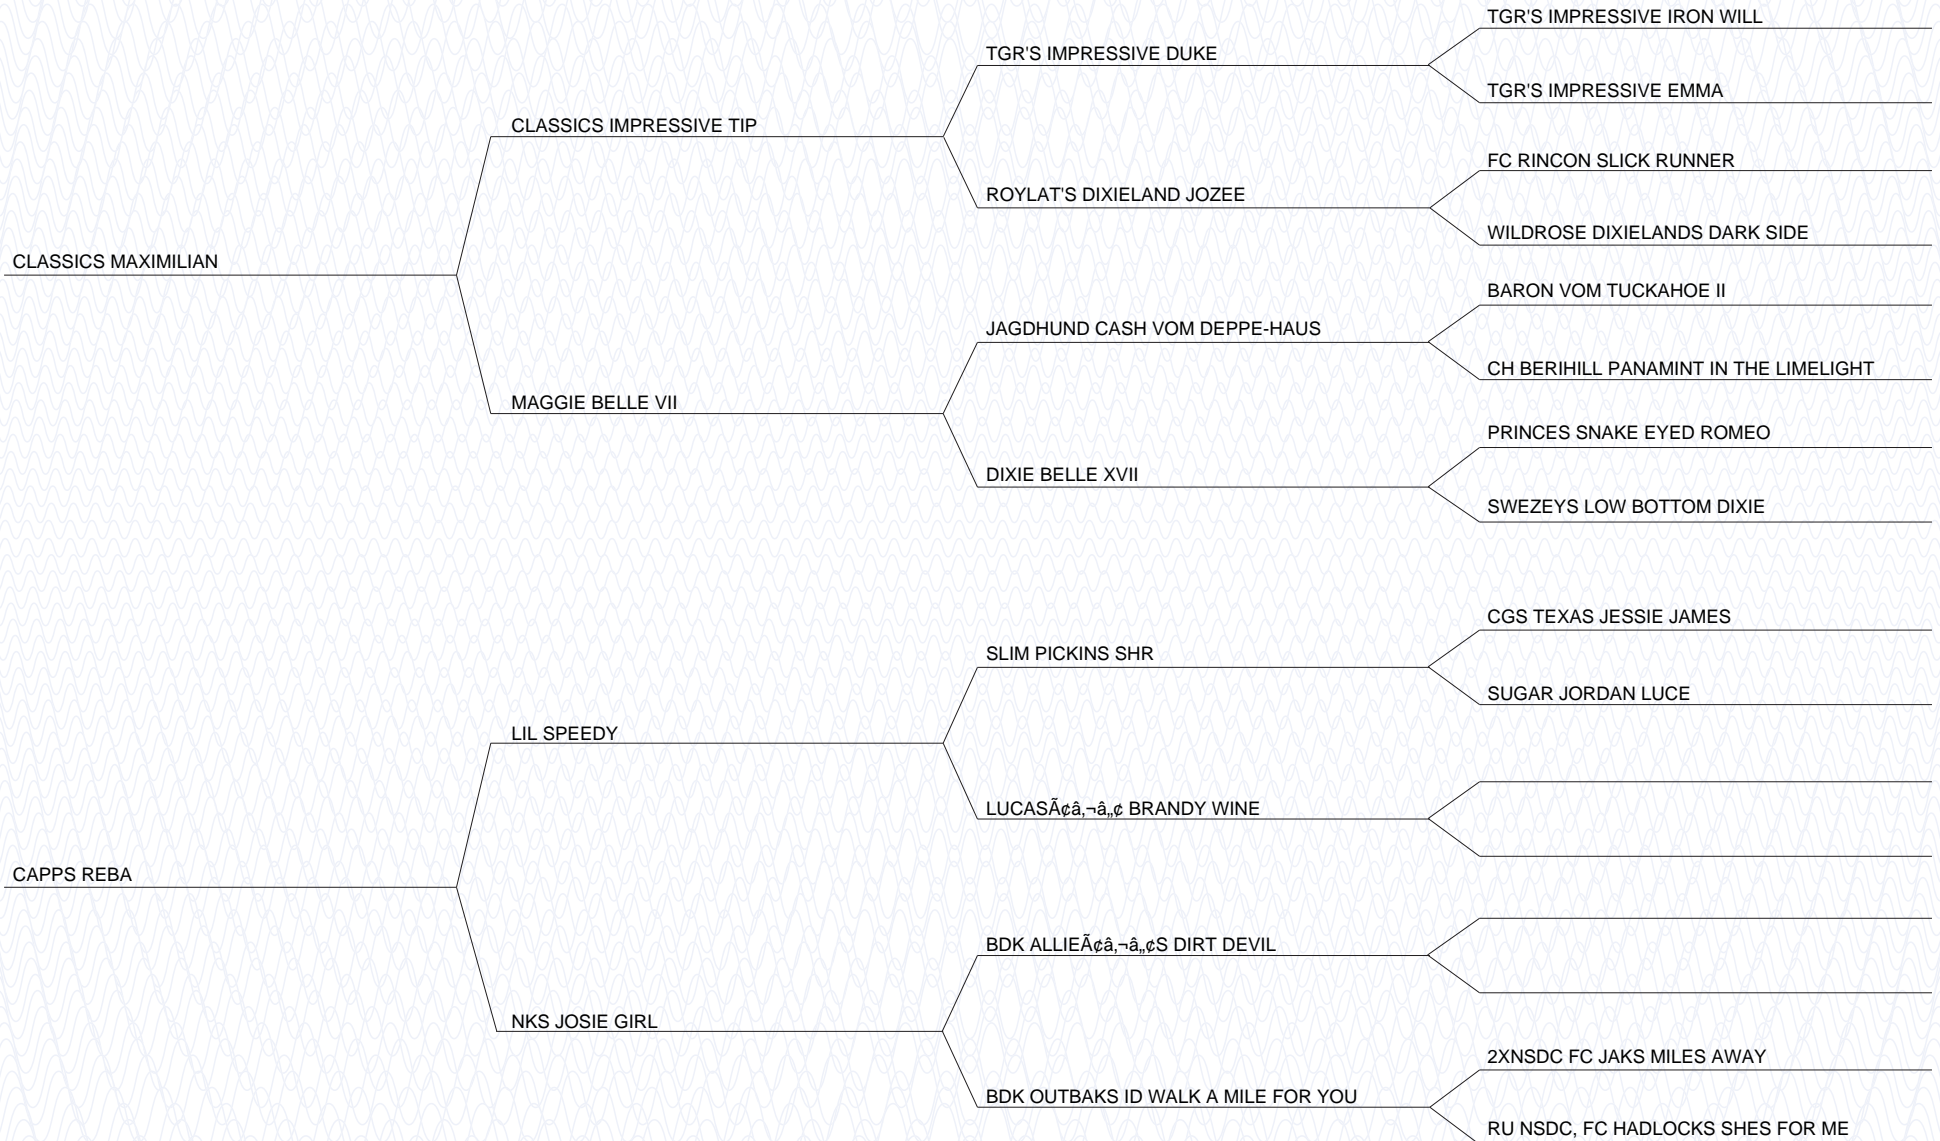 TGR'S IMPRESSIVE IRON WILL
TGR'S IMPRESSIVE DUKE
TGR'S IMPRESSIVE EMMA
CLASSICS IMPRESSIVE TIP
FC RINCON SLICK RUNNER
ROYLAT'S DIXIELAND JOZEE
WILDROSE DIXIELANDS DARK SIDE
CLASSICS MAXIMILIAN
BARON VOM TUCKAHOE II
JAGDHUND CASH VOM DEPPE-HAUS
CH BERIHILL PANAMINT IN THE LIMELIGHT
MAGGIE BELLE VII
PRINCES SNAKE EYED ROMEO
DIXIE BELLE XVII
SWEZEYS LOW BOTTOM DIXIE
CGS TEXAS JESSIE JAMES
SLIM PICKINS SHR
SUGAR JORDAN LUCE
LIL SPEEDY
LUCASÃ¢â‚¬â„¢ BRANDY WINE
CAPPS REBA
BDK ALLIEÃ¢â‚¬â„¢S DIRT DEVIL
NKS JOSIE GIRL
2XNSDC FC JAKS MILES AWAY
BDK OUTBAKS ID WALK A MILE FOR YOU
RU NSDC, FC HADLOCKS SHES FOR ME